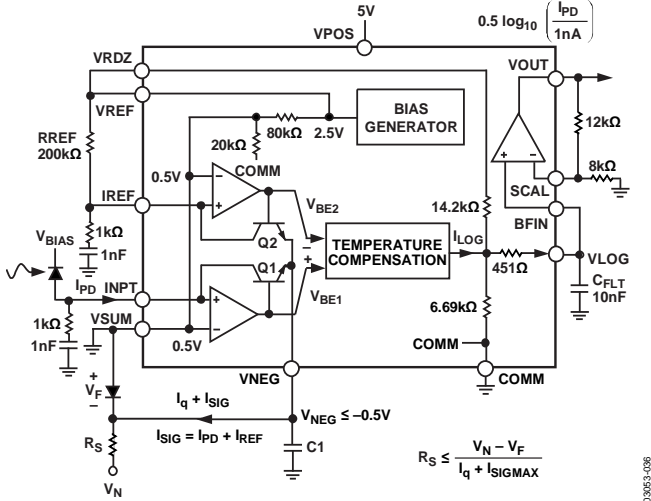 5V
0.5 log10 (IPD / 1nA)
VPOS
VRDZ
VOUT
VREF
BIAS
GENERATOR
80kΩ
2.5V
20kΩ
COMM
RREF
200kΩ
12kΩ
8kΩ
0.5V
SCAL
BFIN
IREF
VBE2
14.2kΩ
1kΩ
1nF
Q2
VBIAS
TEMPERATURE
COMPENSATION
ILOG
451Ω
VLOG
Q1
IPD
INPT
VBE1
CFLT
10nF
1kΩ
1nF
VSUM
0.5V
6.69kΩ
COMM
COMM
VNEG
+
VF
−
Iq + ISIG
VNEG ≤ −0.5V
ISIG = IPD + IREF
C1
RS
VN
RS ≤ (VN − VF) / (Iq + ISIGMAX)
03053-036